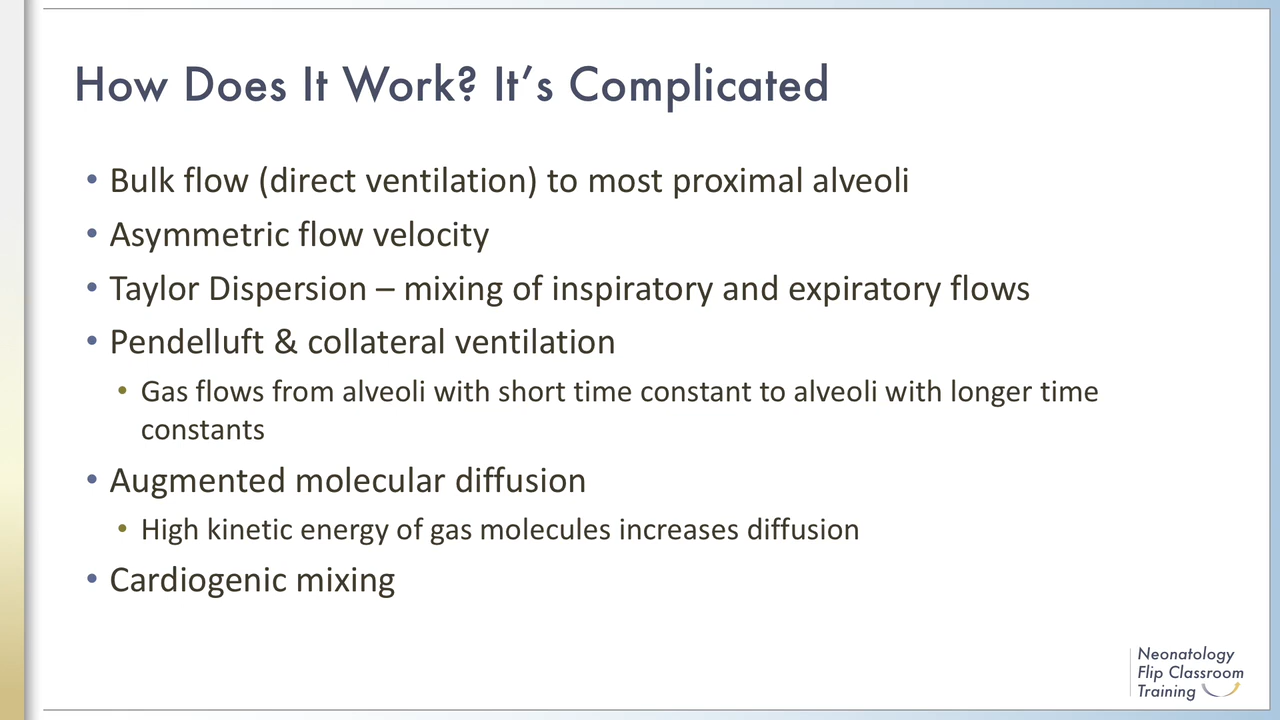 How Does It Work? It’s Complicated
• Bulk flow (direct ventilation) to most proximal alveoli
• Asymmetric flow velocity
• Taylor Dispersion – mixing of inspiratory and expiratory flows
• Pendelluft & collateral ventilation
• Gas flows from alveoli with short time constant to alveoli with longer time
constants
• Augmented molecular diffusion
• High kinetic energy of gas molecules increases diffusion
• Cardiogenic mixing
Neonatology
Flip Classroom
Training